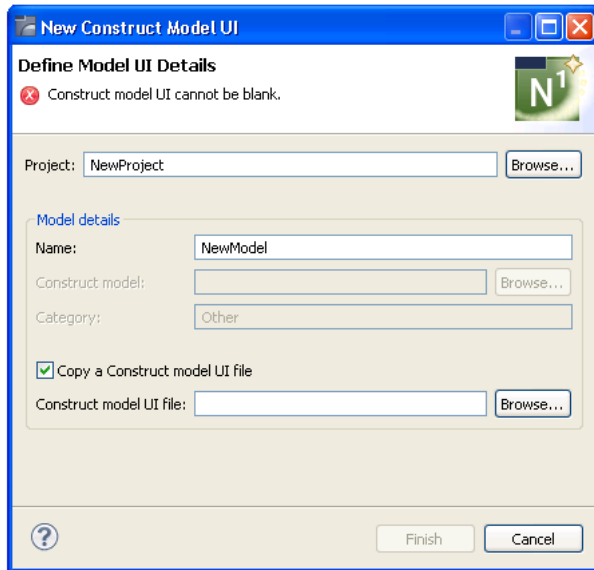 New Construct Model UI
Define Model UI Details
Construct model UI cannot be blank.
N1
Project: NewProject Browse...
Model details
Name: NewModel
Construct model: Browse...
Category: Other
Copy a Construct model UI file
Construct model UI file: Browse...
? Finish Cancel